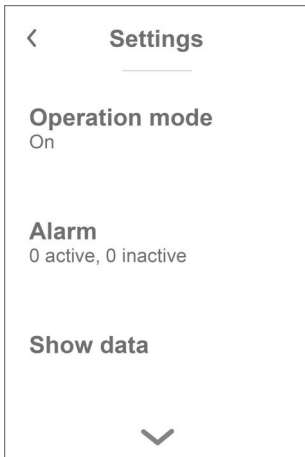 Settings
Operation mode
On
Alarm
0 active, 0 inactive
Show data